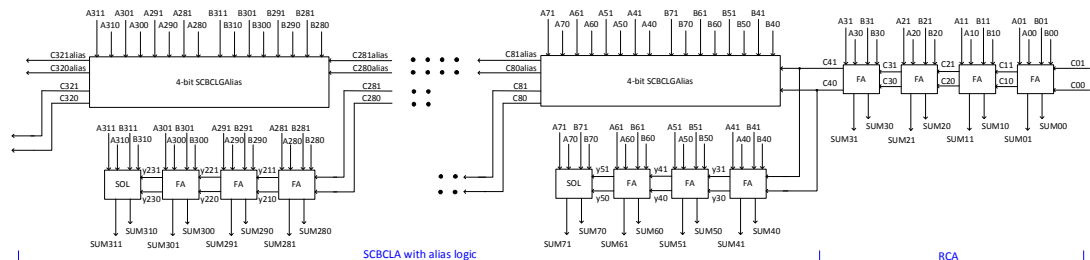 A311 A301 A291 A281 B311 B301 B291 B281
A310 A300 A290 A280 B310 B300 B290 B280
C321alias 4-bit SCBCLGAlias C281alias
C320alias C280alias
C321 C281
C320 C280
A311 B311 A301 B301 A291 B291 A281 B281
A310 B310 A300 B300 A290 B290 A280 B280
SOL y231 FA y221 FA y211 FA
y230 y220 y210
SUM310 SUM300 SUM290 SUM280
SUM311 SUM301 SUM291 SUM281
A71 A61 A51 A41 B71 B61 B51 B41
A70 A60 A50 A40 B70 B60 B50 B40
C81alias 4-bit SCBCLGAlias C41
C80alias C40
C81
C80
A71 B71 A61 B61 A51 B51 A41 B41
A70 B70 A60 B60 A50 B50 A40 B40
SOL y51 FA y41 FA y31 FA
y50 y40 y30
SUM70 SUM60 SUM50 SUM40
SUM71 SUM61 SUM51 SUM41
A31 B31 A21 B21 A11 B11 A01 B01
A30 B30 A20 B20 A10 B10 A00 B00
FA C31 FA C21 FA C11 FA C01
C30 C20 C10 C00
SUM30 SUM20 SUM10 SUM00
SUM31 SUM21 SUM11 SUM01
SCBCLA with alias logic RCA